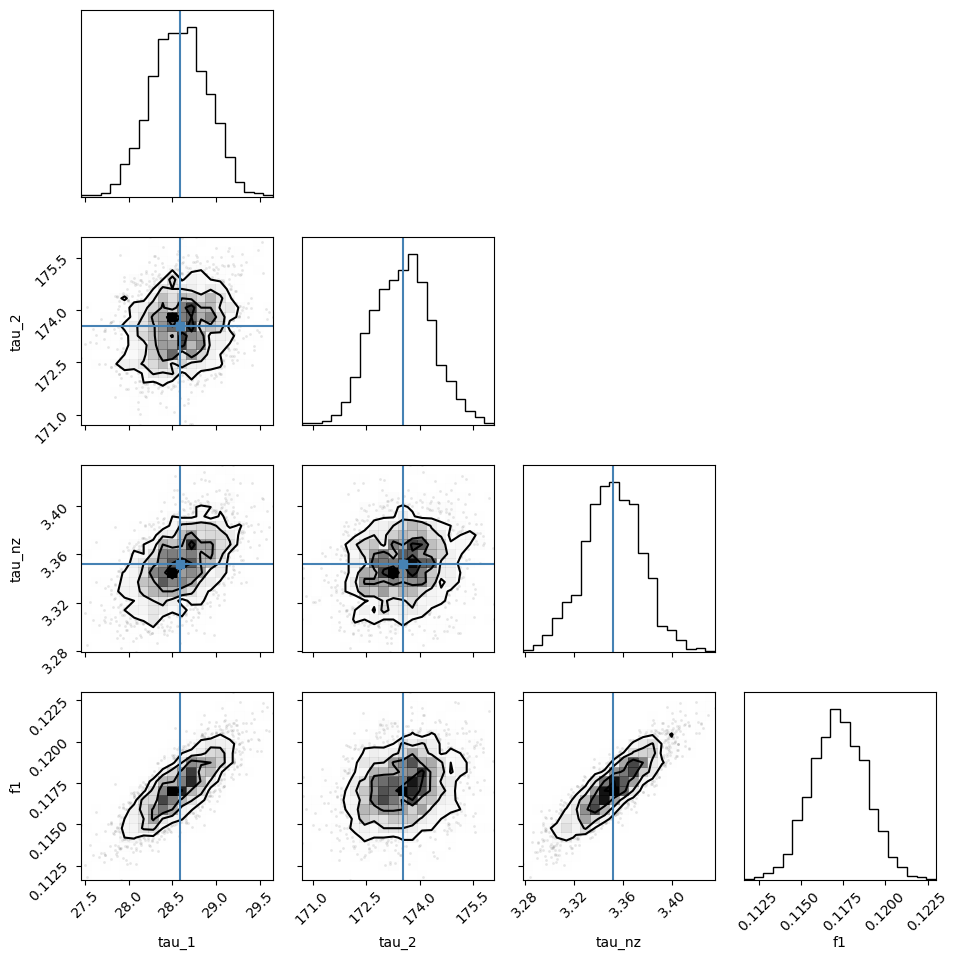 tau_2
175.5
174.0
172.5
171.0
tau_nz
3.40
3.36
3.32
3.28
f1
0.1225
0.1200
0.1175
0.1150
0.1125
27.5 28.0 28.5 29.0 29.5
171.0 172.5 174.0 175.5
3.28 3.32 3.36 3.40
0.1125 0.1150 0.1175 0.1200 0.1225
tau_1 tau_2 tau_nz f1